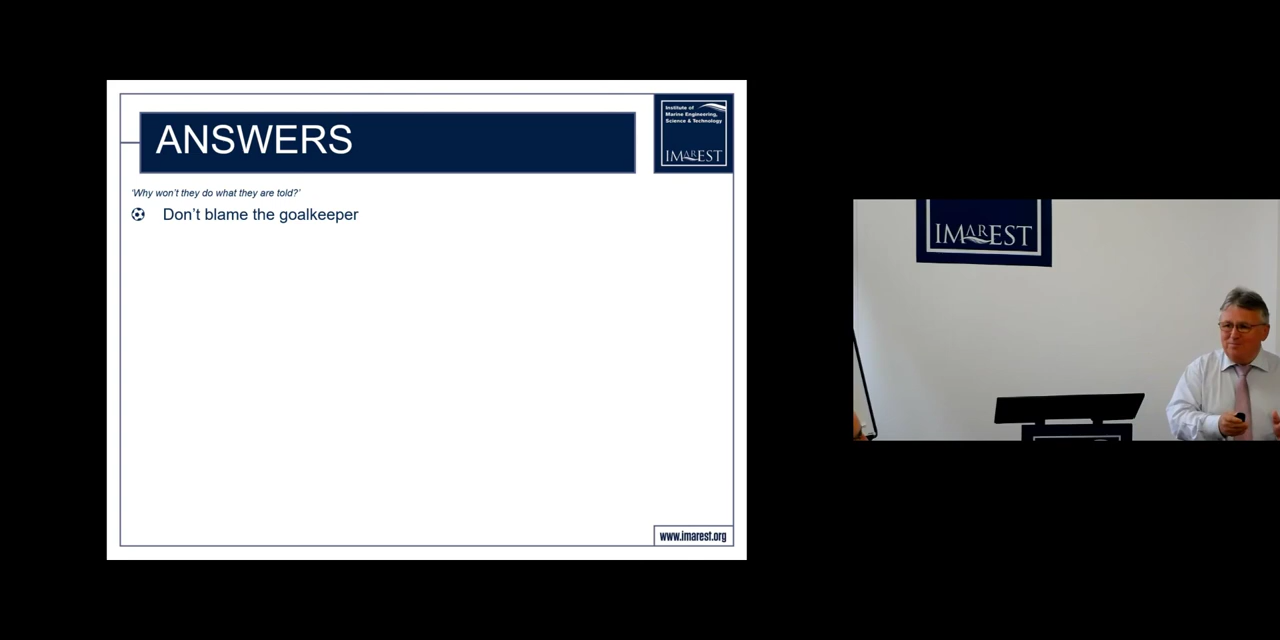 ANSWERS
Institute of
Marine Engineering,
Science & Technology
IMarEST
'Why won't they do what they are told?'
Don't blame the goalkeeper
www.imarest.org
IMarEST